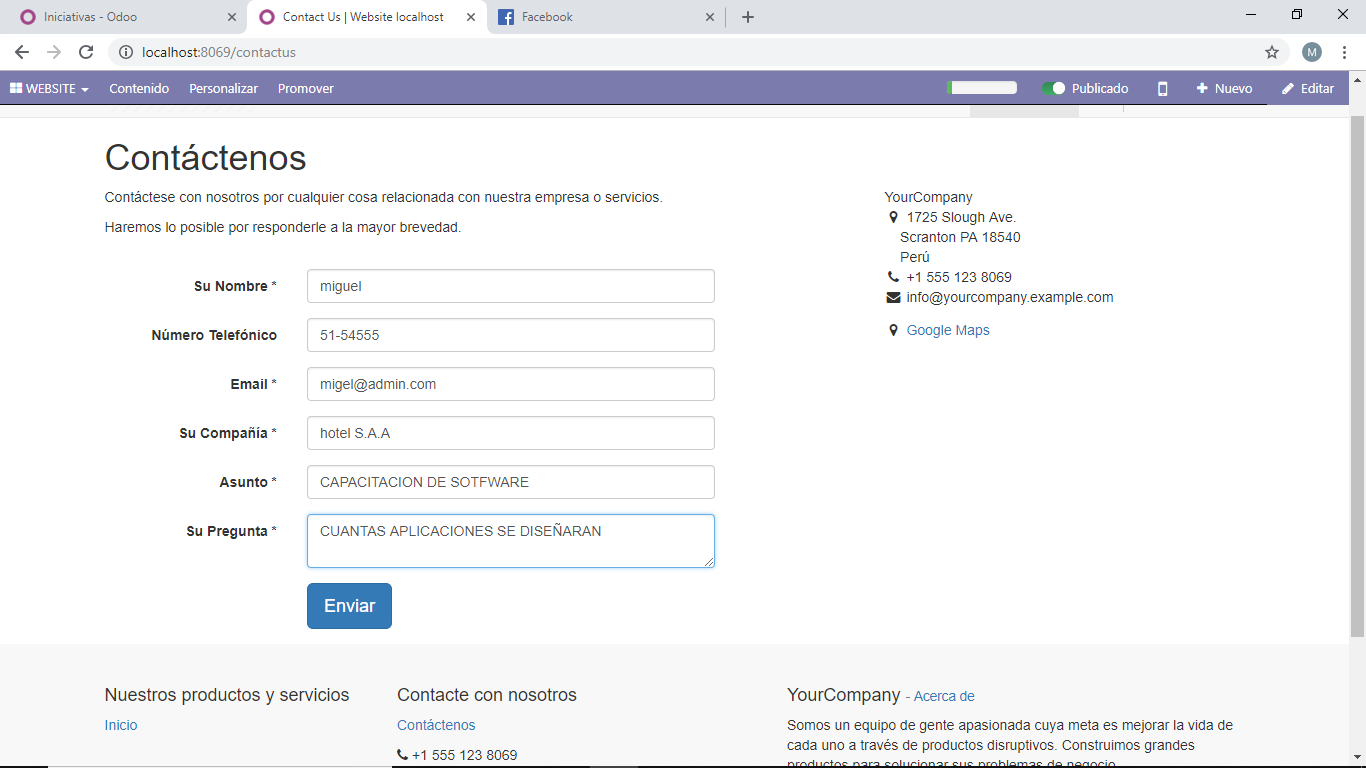 Iniciativas - Odoo
Contact Us | Website localhost
Facebook
localhost:8069/contactus
M
WEBSITE
Contenido
Personalizar
Promover
Publicado
Nuevo
Editar
Contáctenos
Contáctese con nosotros por cualquier cosa relacionada con nuestra empresa o servicios.
Haremos lo posible por responderle a la mayor brevedad.
Su Nombre * miguel
Número Telefónico 51-54555
Email * migel@admin.com
Su Compañía * hotel S.A.A
Asunto * CAPACITACION DE SOTFWARE
Su Pregunta * CUANTAS APLICACIONES SE DISEÑARAN
Enviar
YourCompany
1725 Slough Ave.
Scranton PA 18540
Perú
+1 555 123 8069
info@yourcompany.example.com
Google Maps
Nuestros productos y servicios
Inicio
Contacte con nosotros
Contáctenos
+1 555 123 8069
YourCompany - Acerca de
Somos un equipo de gente apasionada cuya meta es mejorar la vida de
cada uno a través de productos disruptivos. Construimos grandes
productos para solucionar sus problemas de negocio.